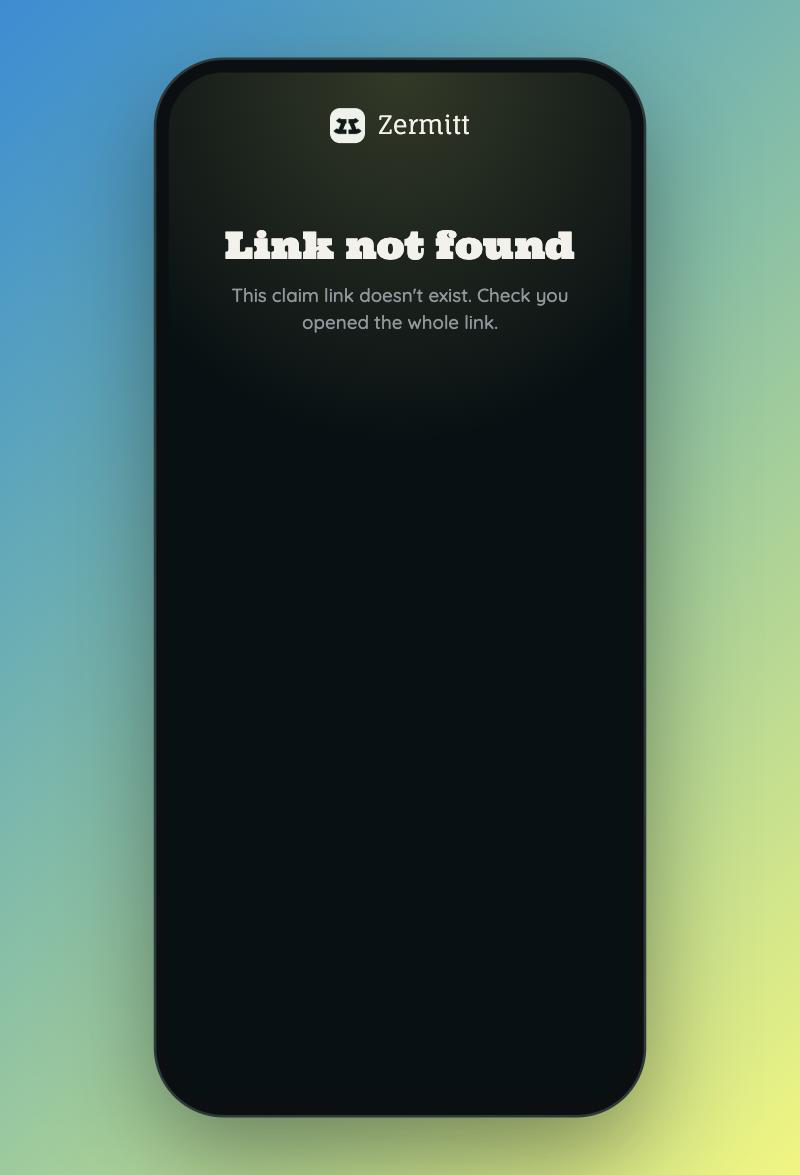 Zermitt
Link not found
This claim link doesn't exist. Check you
opened the whole link.